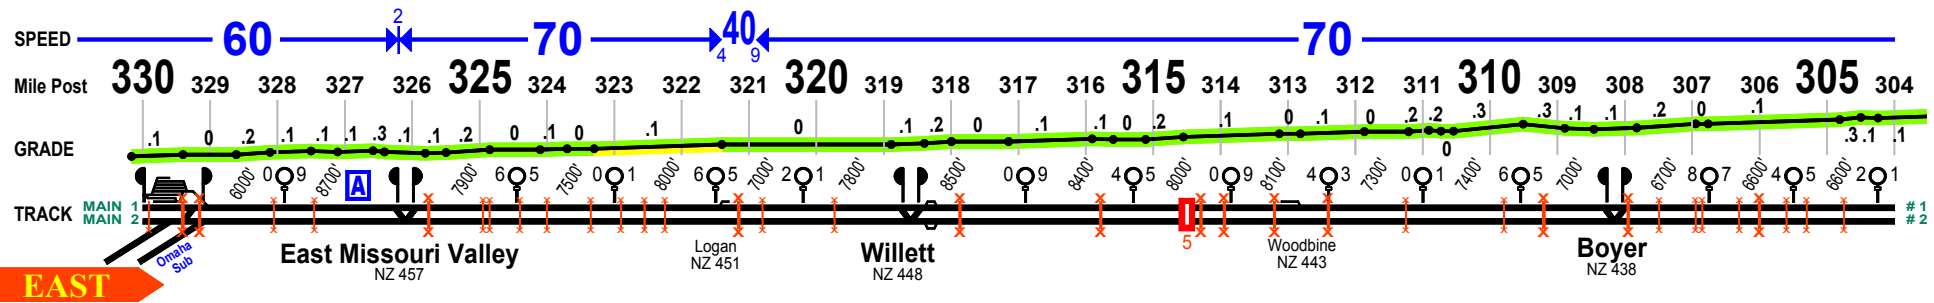 SPEED 60 2 70 4 40 9 70
Mile Post 330 329 328 327 326 325 324 323 322 321 320 319 318 317 316 315 314 313 312 311 310 309 308 307 306 305 304
GRADE .1 0 .2 .1 .1 .1 .3 .1 .1 .2 0 .1 0 .1 0 .1 .2 0 .1 .1 0 .2 .1 0 .1 0 .2 .2 0 .3 .3 .1 .1 .2 0 .1 .3 .1 .1
6000' 0 9 8700' A 7900' 6 5 7500' 0 1 8000' 6 5 7000' 2 1 7800' 8500' 0 9 8400' 4 5 8000' 0 9 8100' 4 3 7300' 0 1 7400' 6 5 7000' 6700' 8 7 6600' 4 5 6600' 2 1
TRACK MAIN 1 # 1
MAIN 2 # 2
5
Omaha
Sub
East Missouri Valley
NZ 457
Logan
NZ 451
Willett
NZ 448
Woodbine
NZ 443
Boyer
NZ 438
EAST